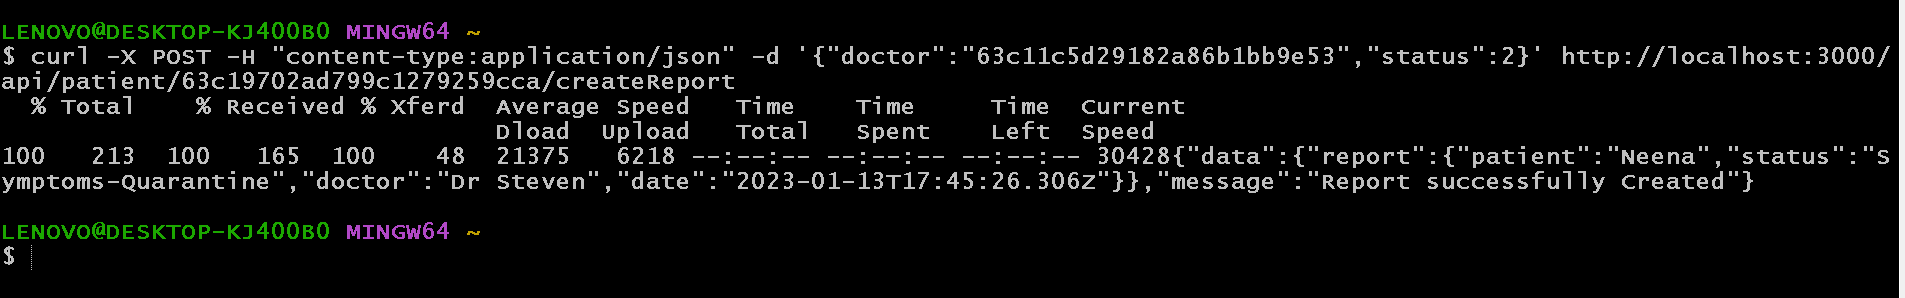 LENOVO@DESKTOP-KJ400B0 MINGW64 ~
$ curl -X POST -H "content-type:application/json" -d '{"doctor":"63c11c5d29182a86b1bb9e53","status":2}' http://localhost:3000/
api/patient/63c19702ad799c1279259cca/createReport
  % Total    % Received % Xferd  Average Speed   Time    Time     Time  Current
                                 Dload  Upload   Total   Spent    Left  Speed
100   213  100   165  100    48  21375   6218 --:--:-- --:--:-- --:--:-- 30428{"data":{"report":{"patient":"Neena","status":"S
ymptoms-Quarantine","doctor":"Dr Steven","date":"2023-01-13T17:45:26.306Z"}},"message":"Report successfully Created"}
LENOVO@DESKTOP-KJ400B0 MINGW64 ~
$